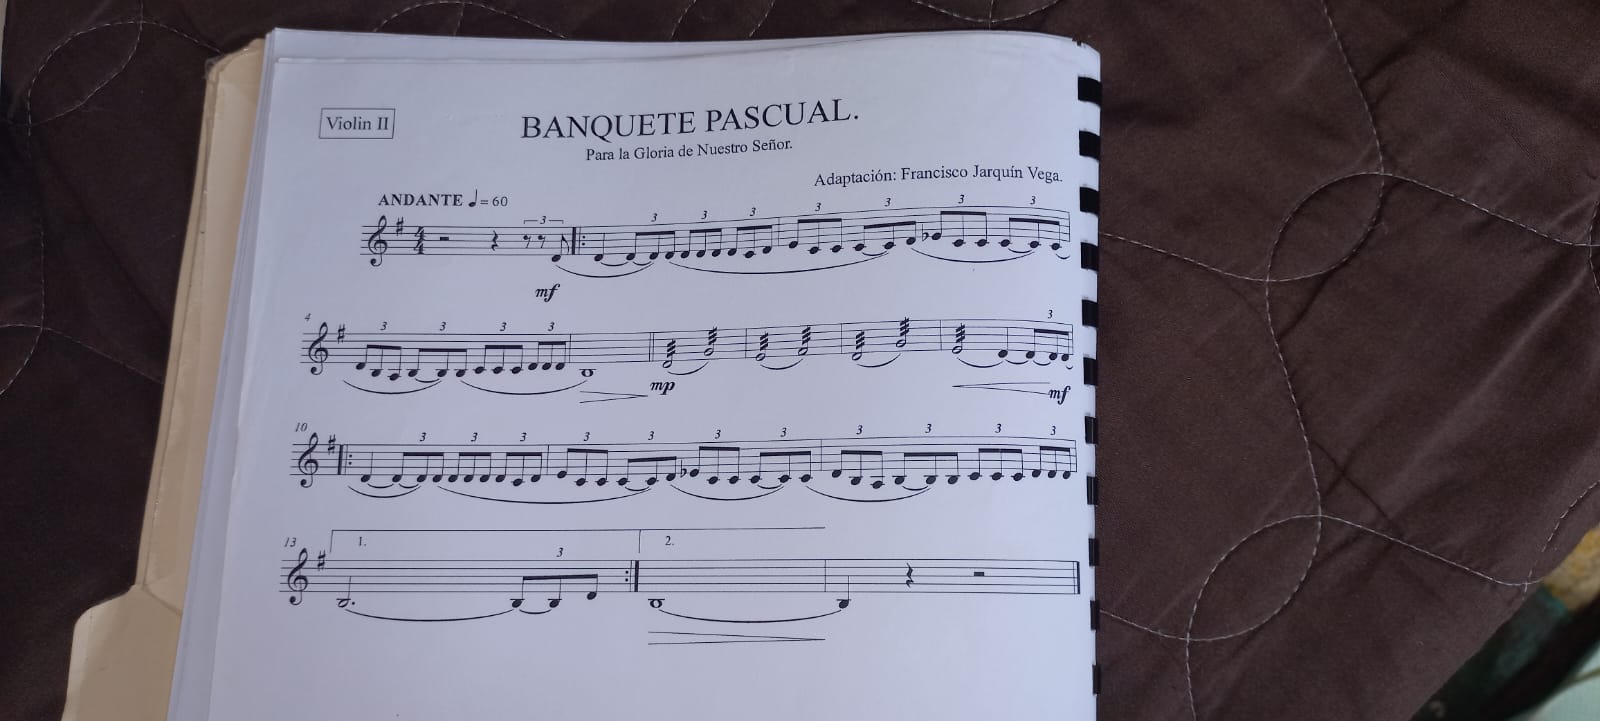 Violin II
BANQUETE PASCUAL.
Para la Gloria de Nuestro Señor.
Adaptación: Francisco Jarquín Vega.
ANDANTE ♩= 60
3 3 3 3 3 3 3 3
mf
4
3 3 3 3 3
mp
mf
10
3 3 3 3 3 3 3 3 3 3 3
13
1. 3 2.